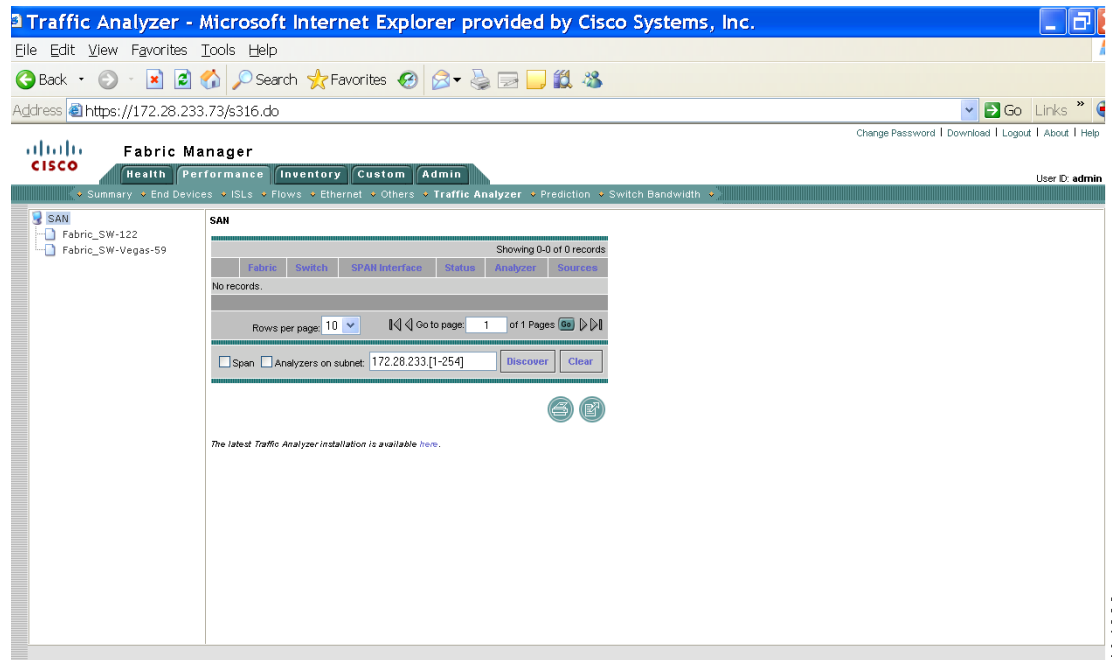 Traffic Analyzer - Microsoft Internet Explorer provided by Cisco Systems, Inc.
File Edit View Favorites Tools Help
Back Search Favorites
Address https://172.28.233.73/s316.do Go Links »
Change Password | Download | Logout | About | Help
CISCO Fabric Manager
Health Performance Inventory Custom Admin
User ID: admin
Summary End Devices ISLs Flows Ethernet Others Traffic Analyzer Prediction Switch Bandwidth
SAN
Fabric_SW-122
Fabric_SW-Vegas-59
SAN
Showing 0-0 of 0 records
Fabric Switch SPAN Interface Status Analyzer Sources
No records.
Rows per page: 10 Go to page: 1 of 1 Pages Go
Span Analyzers on subnet: 172.28.233.[1-254] Discover Clear
The latest Traffic Analyzer installation is available here.